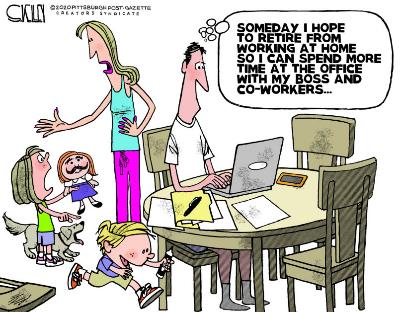 ©2020 PITTSBURGH POST-GAZETTE
CREATORS SYNDICATE
SOMEDAY I HOPE
TO RETIRE FROM
WORKING AT HOME
SO I CAN SPEND MORE
TIME AT THE OFFICE
WITH MY BOSS AND
CO-WORKERS...